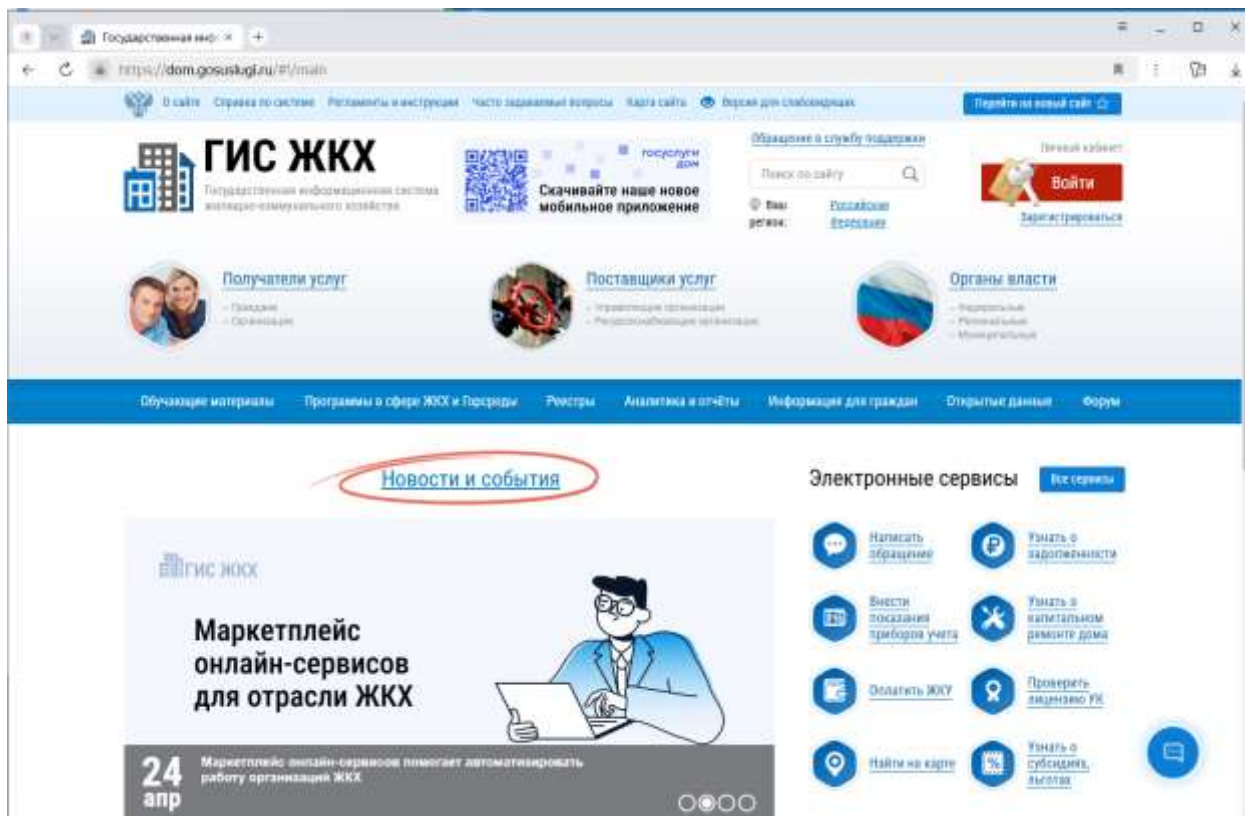 Государственная инф
https://dom.gosuslugi.ru/#!/main
О сайте Справка по системе Регламенты и инструкции Часто задаваемые вопросы Карта сайта Версия для слабовидящих
Перейти на новый сайт
ГИС ЖКХ
Государственная информационная система
жилищно-коммунального хозяйства
госуслуги
дом
Скачивайте наше новое
мобильное приложение
Обращение в службу поддержки
Поиск по сайту
Ваш регион:
Российская
Федерация
Личный кабинет
Войти
Зарегистрироваться
Получатели услуг
– Граждане
– Организации
Поставщики услуг
– Управляющие организации
– Ресурсоснабжающие организации
Органы власти
– Федеральные
– Региональные
– Муниципальные
Обучающие материалы Программы в сфере ЖКХ и Горсреды Реестры Аналитика и отчёты Информация для граждан Открытые данные Форум
Новости и события
ГИС ЖКХ
Маркетплейс
онлайн-сервисов
для отрасли ЖКХ
24
апр
Маркетплейс онлайн-сервисов помогает автоматизировать
работу организаций ЖКХ
Электронные сервисы
Все сервисы
Написать
обращение
Узнать о
задолженности
Внести
показания
приборов учета
Узнать о
капитальном
ремонте дома
Оплатить ЖКУ
Проверить
лицензию УК
Найти на карте
Узнать о
субсидиях,
льготах